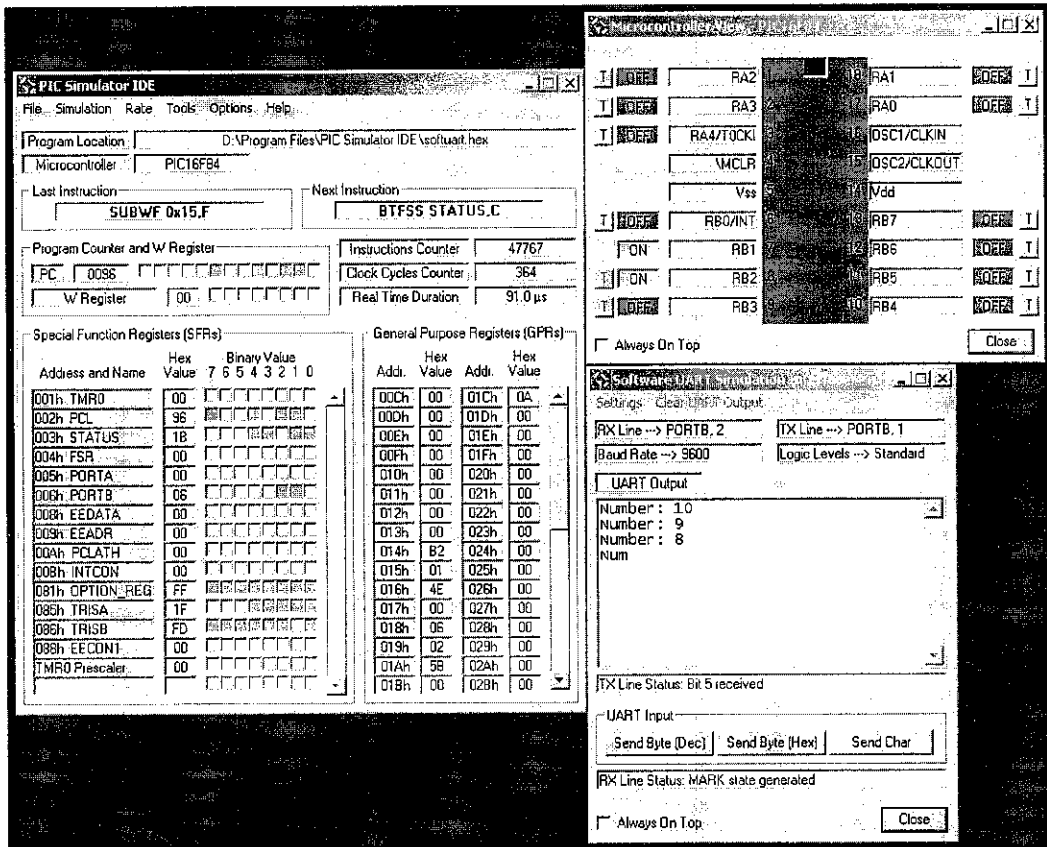 PIC Simulator IDE
File Simulation Rate Tools Options Help
Program Location D:\Program Files\PIC Simulator IDE\softuart.hex
Microcontroller PIC16F84
Last Instruction
SUBWF 0x15,F
Next Instruction
BTFSS STATUS,C
Program Counter and W Register
PC 0096
W Register 00
Instructions Counter 47767
Clock Cycles Counter 364
Real Time Duration 91.0 µs
Special Function Registers (SFRs)
Address and Name Hex Value Binary Value 7 6 5 4 3 2 1 0
001h TMR0 00
002h PCL 96
003h STATUS 1B
004h FSR 00
005h PORTA 00
006h PORTB 06
008h EEDATA 00
009h EEADR 00
00Ah PCLATH 00
00Bh INTCON 00
081h OPTION_REG FF
085h TRISA 1F
086h TRISB FD
088h EECON1 00
TMR0 Prescaler 00
General Purpose Registers (GPRs)
Addr. Hex Value Addr. Hex Value
00Ch 00 01Ch 0A
00Dh 00 01Dh 00
00Eh 00 01Eh 00
00Fh 00 01Fh 00
010h 00 020h 00
011h 00 021h 00
012h 00 022h 00
013h 00 023h 00
014h B2 024h 00
015h 01 025h 00
016h 4E 026h 00
017h 00 027h 00
018h 06 028h 00
019h 02 029h 00
01Ah 5B 02Ah 00
01Bh 00 02Bh 00
Microcontroller View
T OFF RA2 18 RA1 OFF T
T OFF RA3 17 RA0 OFF T
T OFF RA4/T0CKI 16 OSC1/CLKIN
\MCLR 15 OSC2/CLKOUT
Vss 14 Vdd
T OFF RB0/INT RB7 OFF T
ON RB1 12 RB6 OFF T
T ON RB2 RB5 OFF T
T OFF RB3 10 RB4 OFF T
Always On Top Close
Software UART Simulation
Settings Clear UART Output
RX Line ---> PORTB, 2 TX Line ---> PORTB, 1
Baud Rate ---> 9600 Logic Levels ---> Standard
UART Output
Number: 10
Number: 9
Number: 8
Num
TX Line Status: Bit 5 received
UART Input
Send Byte (Dec) Send Byte (Hex) Send Char
RX Line Status: MARK state generated
Always On Top Close